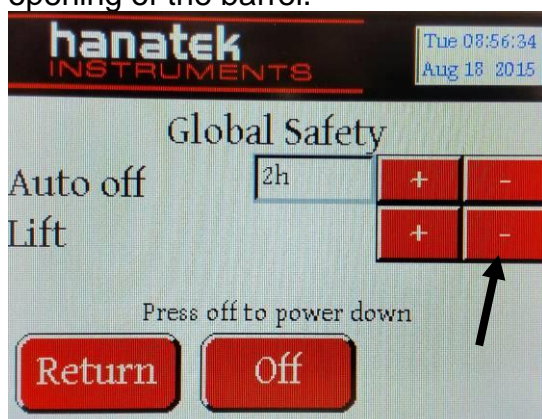 opening of the barrel.
hanatek
INSTRUMENTS
Tue 08:56:34
Aug 18 2015
Global Safety
Auto off 2h + -
Lift + -
Press off to power down
Return Off